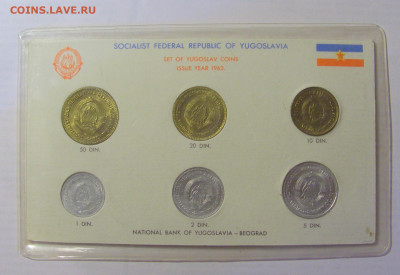 COINS.LAVE.RU
SOCIALIST FEDERAL REPUBLIC OF YUGOSLAVIA
SET OF YUGOSLAV COINS
ISSUE YEAR 1963
50 DIN.
20 DIN.
10 DIN.
1 DIN.
2 DIN.
5 DIN.
NATIONAL BANK OF YUGOSLAVIA – BEOGRAD